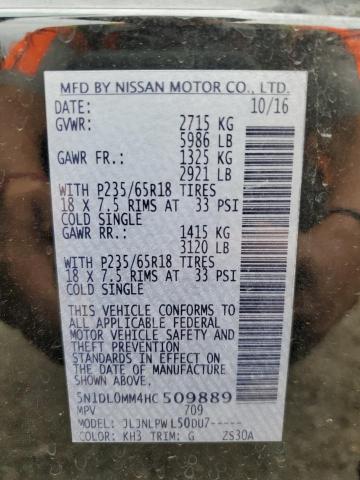 MFD BY NISSAN MOTOR CO., LTD.
DATE: 10/16
GVWR: 2715 KG
5986 LB
GAWR FR.: 1325 KG
2921 LB
WITH P235/65R18 TIRES
18 X 7.5 RIMS AT 33 PSI
COLD SINGLE
GAWR RR.: 1415 KG
3120 LB
WITH P235/65R18 TIRES
18 X 7.5 RIMS AT 33 PSI
COLD SINGLE
THIS VEHICLE CONFORMS TO
ALL APPLICABLE FEDERAL
MOTOR VEHICLE SAFETY AND
THEFT PREVENTION
STANDARDS IN EFFECT ON
THE DATE OF MANUFACTURE
SHOWN ABOVE.
5N1DL0MM4HC509889
MPV 709
MODEL: JLJNLPWL50DU7-----
COLOR: KH3 TRIM: G ZS30A